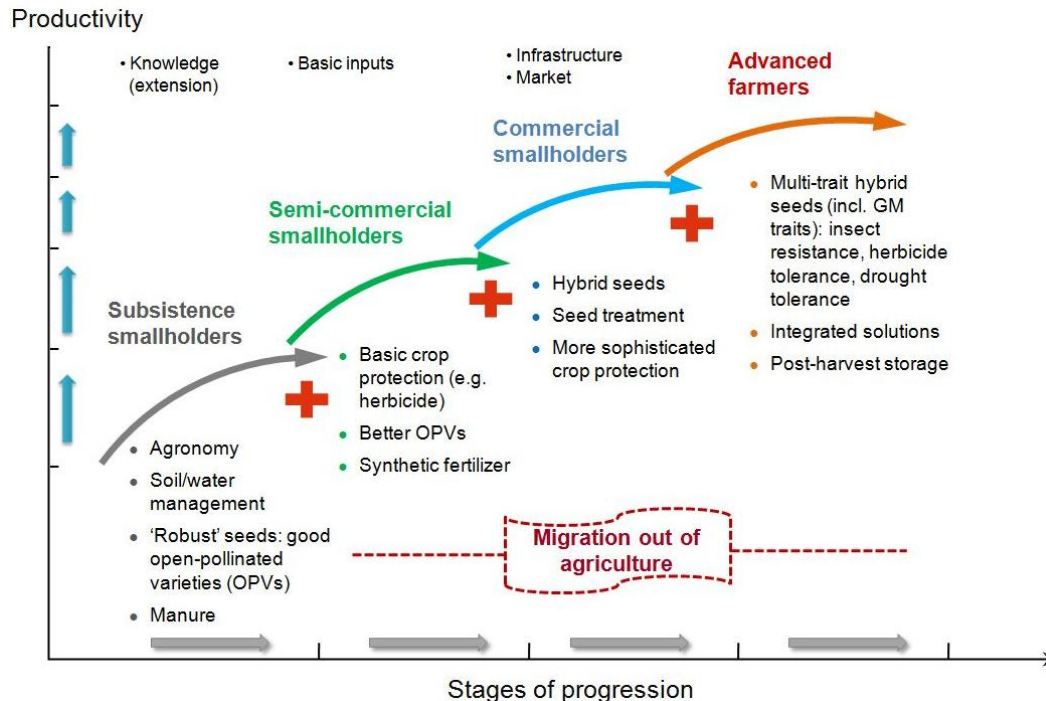 Productivity
• Knowledge
(extension)
• Basic inputs
• Infrastructure
• Market
Advanced
farmers
Commercial
smallholders
Semi-commercial
smallholders
Subsistence
smallholders
• Agronomy
• Soil/water
management
• ‘Robust’ seeds: good
open-pollinated
varieties (OPVs)
• Manure
• Basic crop
protection (e.g.
herbicide)
• Better OPVs
• Synthetic fertilizer
• Hybrid seeds
• Seed treatment
• More sophisticated
crop protection
• Multi-trait hybrid
seeds (incl. GM
traits): insect
resistance, herbicide
tolerance, drought
tolerance
• Integrated solutions
• Post-harvest storage
Migration out of
agriculture
Stages of progression